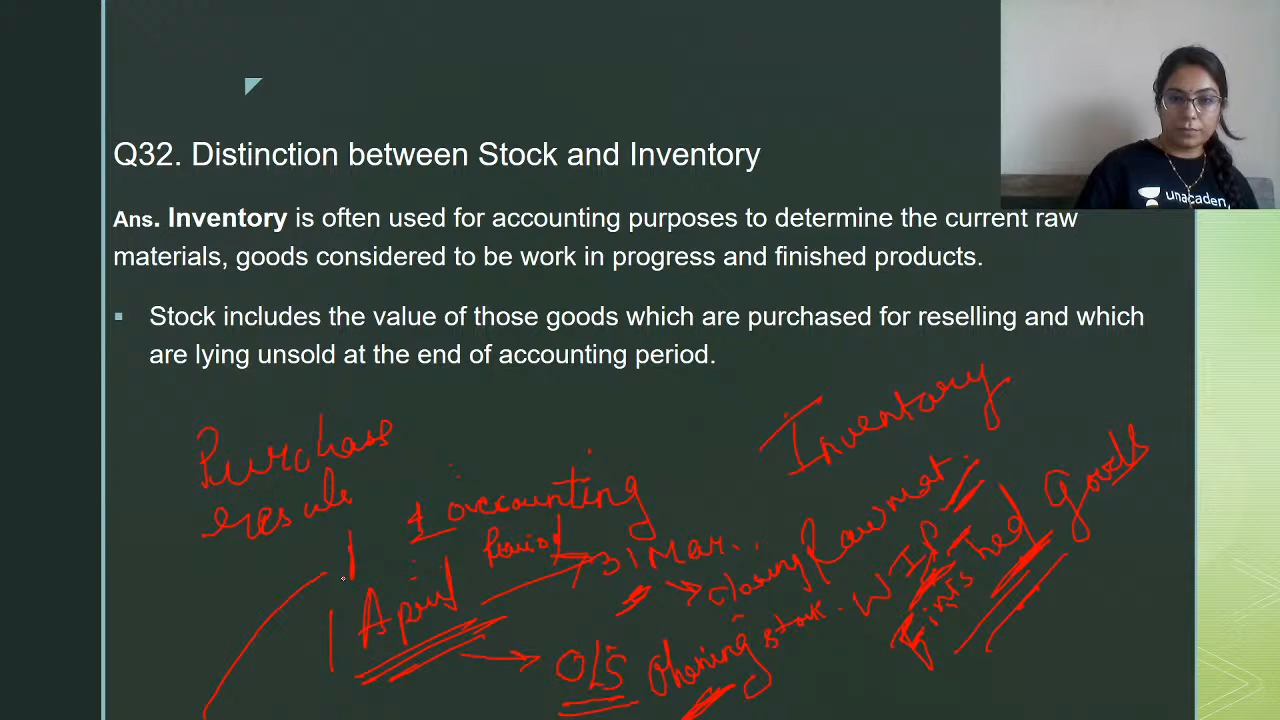 unacadem
Q32. Distinction between Stock and Inventory
Ans. Inventory is often used for accounting purposes to determine the current raw
materials, goods considered to be work in progress and finished products.
Stock includes the value of those goods which are purchased for reselling and which
are lying unsold at the end of accounting period.
Purchase
resale
1 accounting
Period
1 April
31 Mar.
O/S
closing
Opening stock
Inventory
Raw mat.
WIP
Finished Goods